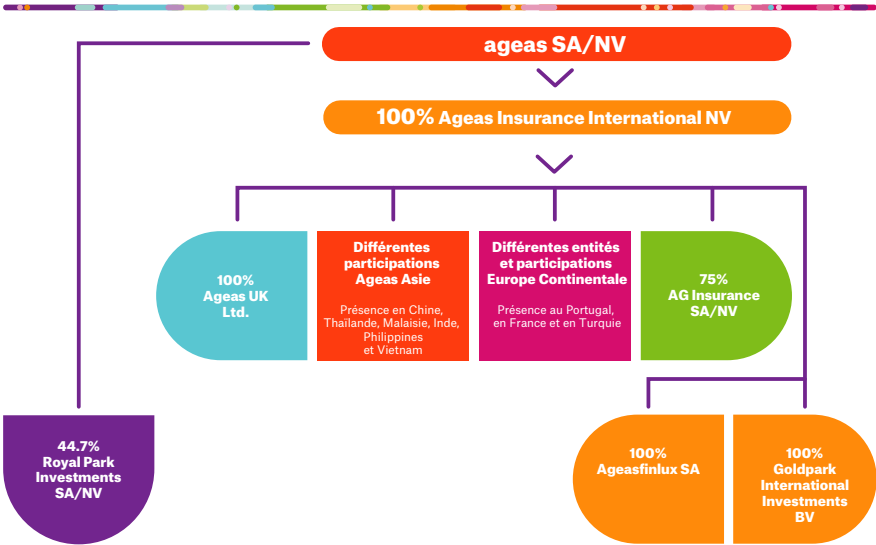 ageas SA/NV
100% Ageas Insurance International NV
100%
Ageas UK
Ltd.
Différentes
participations
Ageas Asie
Présence en Chine,
Thaïlande, Malaisie, Inde,
Philippines
et Vietnam
Différentes entités
et participations
Europe Continentale
Présence au Portugal,
en France et en Turquie
75%
AG Insurance
SA/NV
44.7%
Royal Park
Investments
SA/NV
100%
Ageasfinlux SA
100%
Goldpark
International
Investments
BV